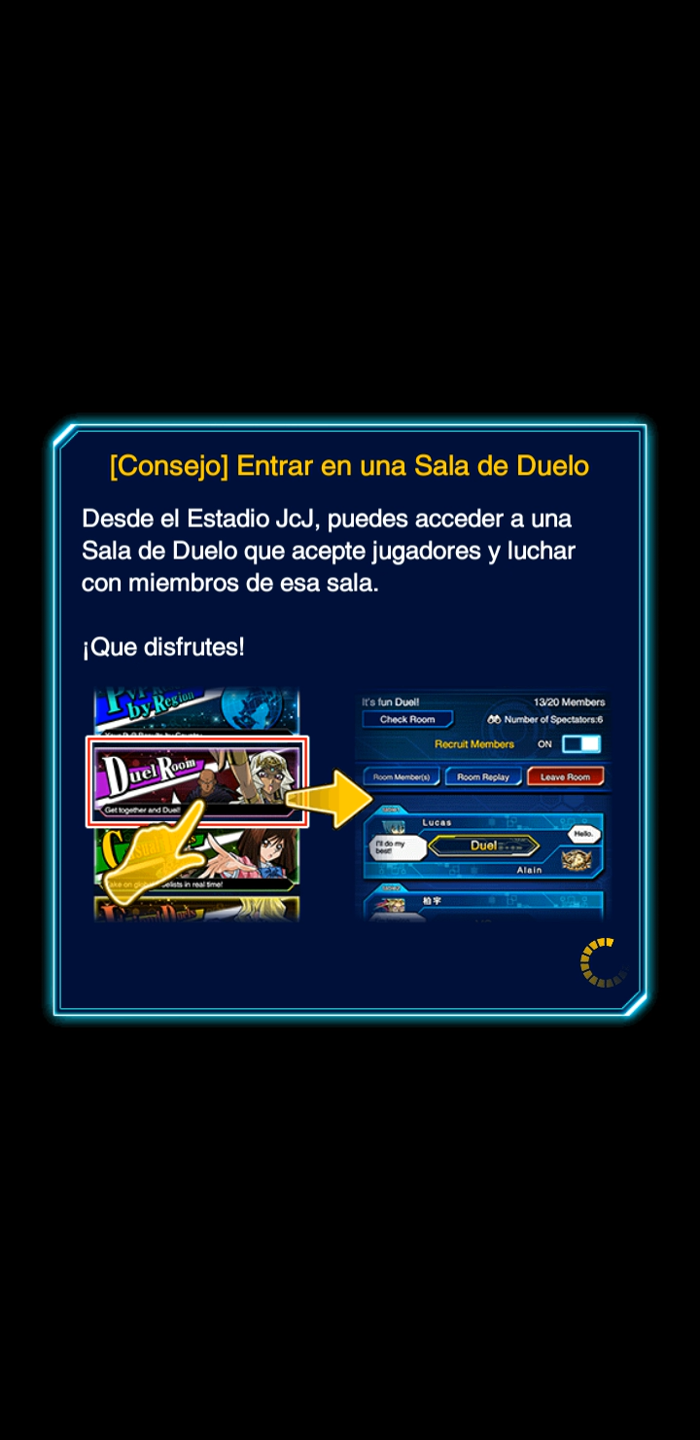 [Consejo] Entrar en una Sala de Duelo
Desde el Estadio JcJ, puedes acceder a una
Sala de Duelo que acepte jugadores y luchar
con miembros de esa sala.
¡Que disfrutes!
by Region
Duel Room
Get together and Duel!
elists in real time!
It's fun Duel!
13/20 Members
Check Room
Number of Spectators:6
Recruit Members
ON
Room Member(s)
Room Replay
Leave Room
Lucas
I'll do my
best!
Duel
Hello.
Alain
柏宇